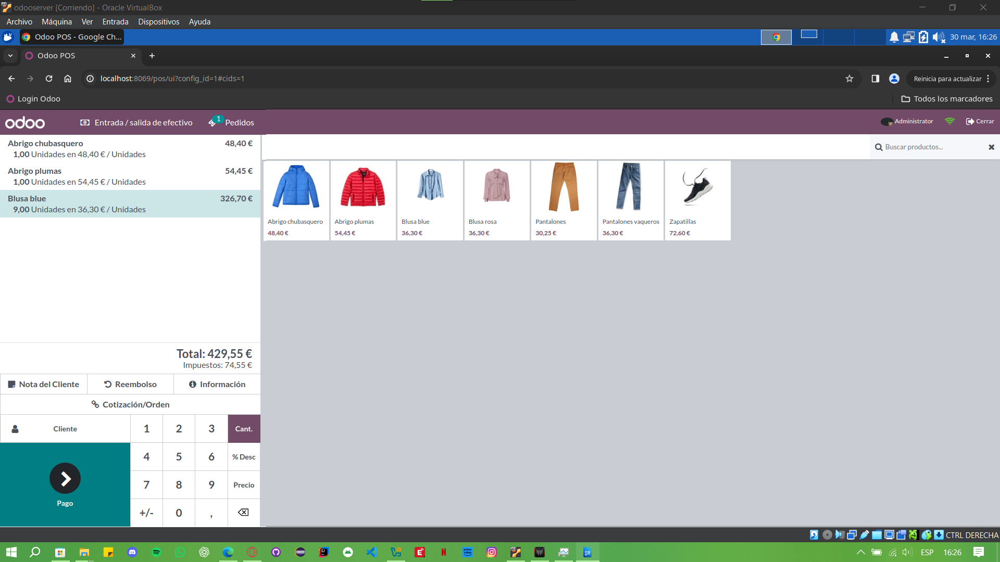 odooserver [Corriendo] - Oracle VirtualBox
Archivo Máquina Ver Entrada Dispositivos Ayuda
Odoo POS - Google Ch... 30 mar, 16:26
Odoo POS
localhost:8069/pos/ui?config_id=1#cids=1 Reinicia para actualizar
Login Odoo Todos los marcadores
odoo Entrada / salida de efectivo 1 Pedidos Administrator Cerrar
Abrigo chubasquero 48,40 €
1,00 Unidades en 48,40 € / Unidades
Abrigo plumas 54,45 €
1,00 Unidades en 54,45 € / Unidades
Blusa blue 326,70 €
9,00 Unidades en 36,30 € / Unidades
Buscar productos...
Abrigo chubasquero Abrigo plumas Blusa blue Blusa rosa Pantalones Pantalones vaqueros Zapatillas
48,40 € 54,45 € 36,30 € 36,30 € 30,25 € 36,30 € 72,60 €
Total: 429,55 €
Impuestos: 74,55 €
Nota del Cliente Reembolso Información
Cotización/Orden
Cliente 1 2 3 Cant.
4 5 6 % Desc
7 8 9 Precio
Pago
+/- 0 ,
CTRL DERECHA
ESP 16:26